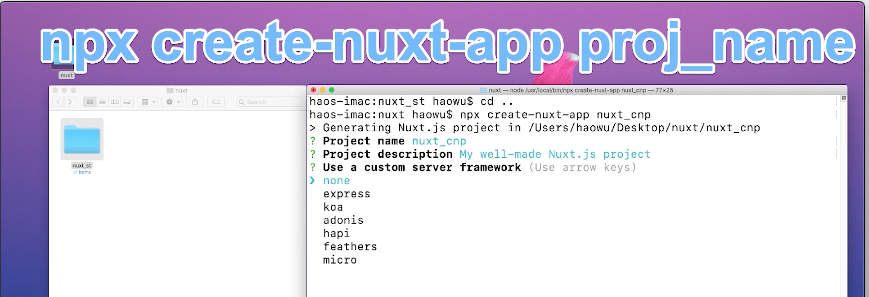 npx create-nuxt-app proj_name
nuxt
nuxt
Search
nuxt_st
nuxt — node /usr/local/bin/npx create-nuxt-app nuxt_cnp — 77×25
haos-imac:nuxt_st haowu$ cd ..
haos-imac:nuxt haowu$ npx create-nuxt-app nuxt_cnp
> Generating Nuxt.js project in /Users/haowu/Desktop/nuxt/nuxt_cnp
? Project name nuxt_cnp
? Project description My well-made Nuxt.js project
? Use a custom server framework (Use arrow keys)
❯ none
express
koa
adonis
hapi
feathers
micro